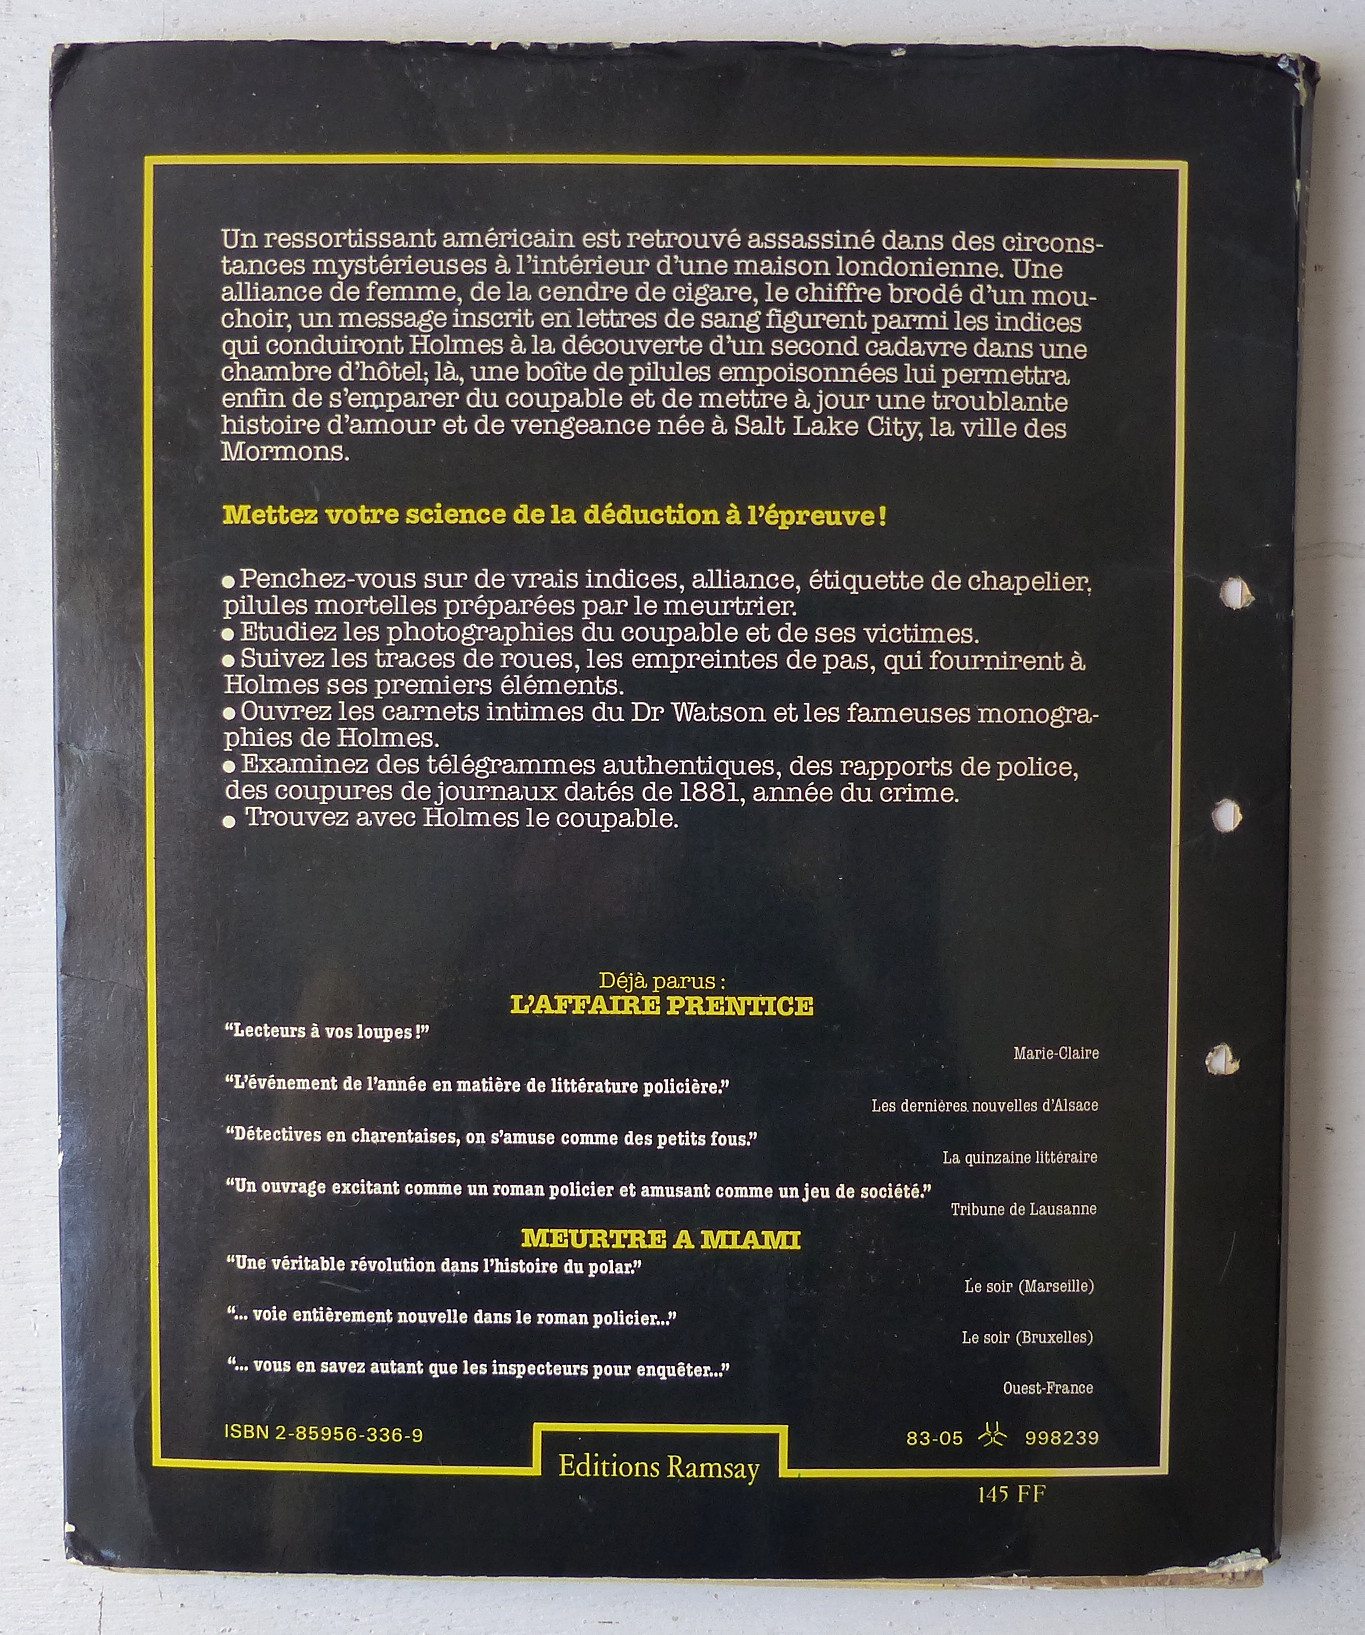 Un ressortissant américain est retrouvé assassiné dans des circons-
tances mystérieuses à l'intérieur d'une maison londonienne. Une
alliance de femme, de la cendre de cigare, le chiffre brodé d'un mou-
choir, un message inscrit en lettres de sang figurent parmi les indices
qui conduiront Holmes à la découverte d'un second cadavre dans une
chambre d'hôtel; là, une boîte de pilules empoisonnées lui permettra
enfin de s'emparer du coupable et de mettre à jour une troublante
histoire d'amour et de vengeance née à Salt Lake City, la ville des
Mormons.
Mettez votre science de la déduction à l'épreuve!
● Penchez-vous sur de vrais indices, alliance, étiquette de chapelier,
pilules mortelles préparées par le meurtrier.
● Etudiez les photographies du coupable et de ses victimes.
● Suivez les traces de roues, les empreintes de pas, qui fournirent à
Holmes ses premiers éléments.
● Ouvrez les carnets intimes du Dr Watson et les fameuses monogra-
phies de Holmes.
● Examinez des télégrammes authentiques, des rapports de police,
des coupures de journaux datés de 1881, année du crime.
● Trouvez avec Holmes le coupable.
Déjà parus :
L'AFFAIRE PRENTICE
“Lecteurs à vos loupes!”
Marie-Claire
“L'événement de l'année en matière de littérature policière.”
Les dernières nouvelles d'Alsace
“Détectives en charentaises, on s'amuse comme des petits fous.”
La quinzaine littéraire
“Un ouvrage excitant comme un roman policier et amusant comme un jeu de société.”
Tribune de Lausanne
MEURTRE A MIAMI
“Une véritable révolution dans l'histoire du polar.”
Le soir (Marseille)
“... voie entièrement nouvelle dans le roman policier...”
Le soir (Bruxelles)
“... vous en savez autant que les inspecteurs pour enquêter...”
Ouest-France
ISBN 2-85956-336-9
83-05 998239
Editions Ramsay
145 FF